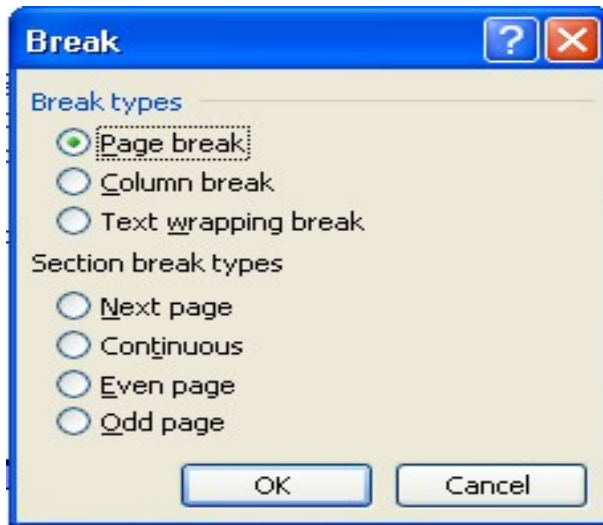 Break
Break types
Page break
Column break
Text wrapping break
Section break types
Next page
Continuous
Even page
Odd page
OK Cancel